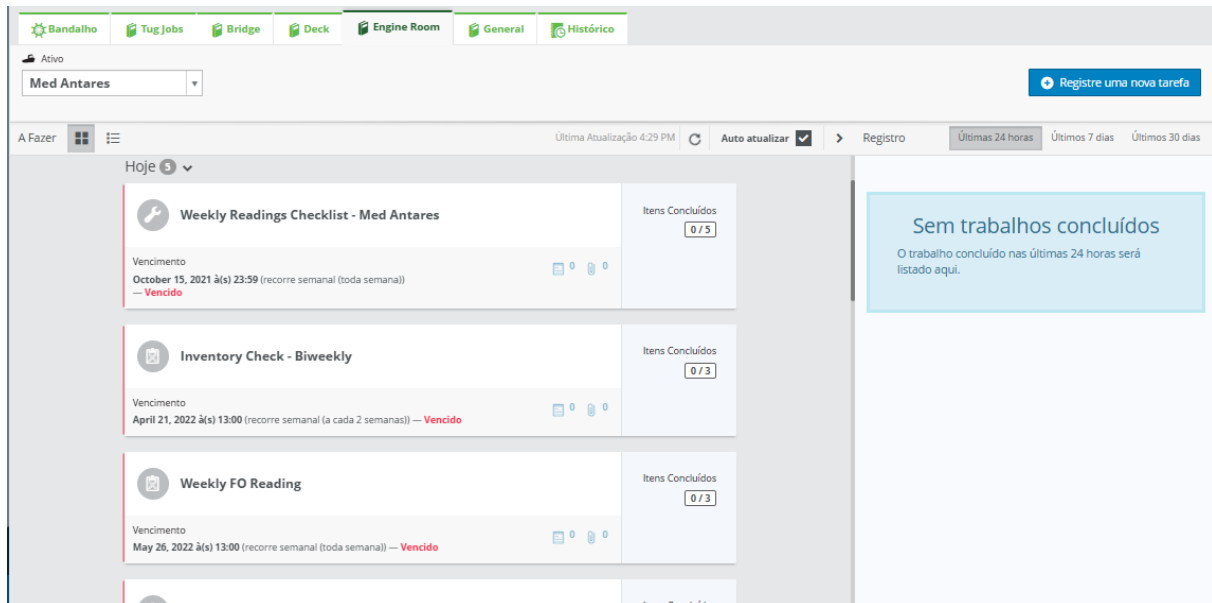 Bandalho
Tug Jobs
Bridge
Deck
Engine Room
General
Histórico
Ativo
Med Antares
Registre uma nova tarefa
A Fazer
Última Atualização 4:29 PM
Auto atualizar
Registro
Últimas 24 horas
Últimos 7 dias
Últimos 30 dias
Hoje 5
Weekly Readings Checklist - Med Antares
Itens Concluídos
0 / 5
Vencimento
October 15, 2021 à(s) 23:59 (recorre semanal (toda semana))
— Vencido
0 0
Inventory Check - Biweekly
Itens Concluídos
0 / 3
Vencimento
April 21, 2022 à(s) 13:00 (recorre semanal (a cada 2 semanas)) — Vencido
0 0
Weekly FO Reading
Itens Concluídos
0 / 3
Vencimento
May 26, 2022 à(s) 13:00 (recorre semanal (toda semana)) — Vencido
0 0
Sem trabalhos concluídos
O trabalho concluído nas últimas 24 horas será
listado aqui.